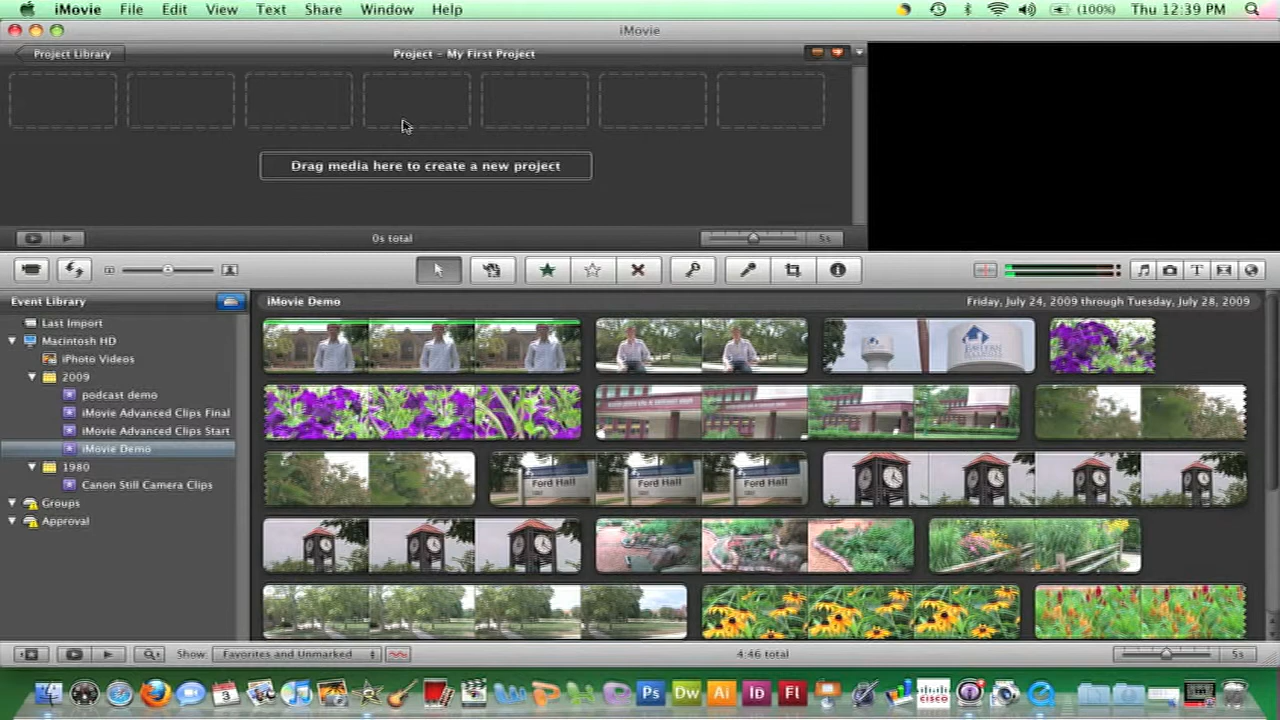 iMovie File Edit View Text Share Window Help (100%) Thu 12:39 PM
iMovie
Project Library
Project – My First Project
Drag media here to create a new project
0s total
5s
T
Event Library
iMovie Demo
Friday, July 24, 2009 through Tuesday, July 28, 2009
Last Import
Macintosh HD
iPhoto Videos
2009
podcast demo
iMovie Advanced Clips Final
iMovie Advanced Clips Start
iMovie Demo
1980
Canon Still Camera Clips
Groups
Approval
EASTERN
Ford Hall
Ford Hall
Ford Hall
Show: Favorites and Unmarked
4:46 total
5s
3
Ps Dw Ai Id Fl
CISCO